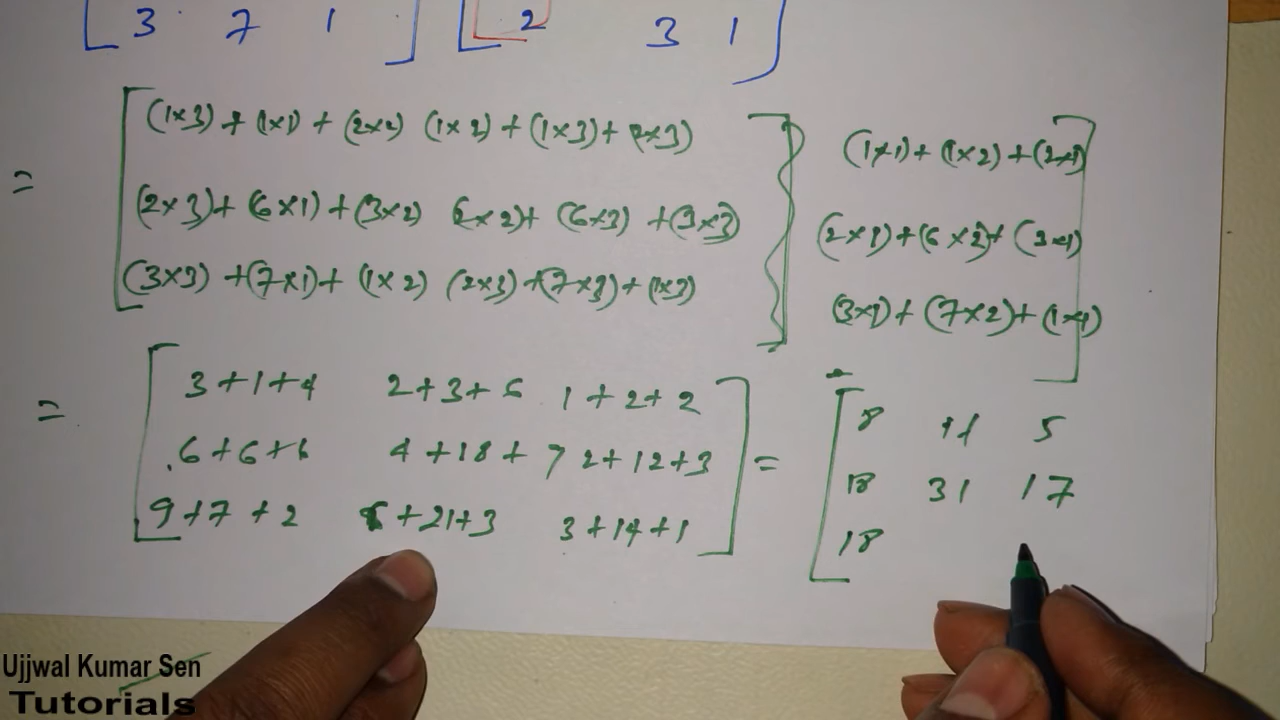 [ 3 7 1 ] [ 2 3 1 ]
= [ (1×3) + (1×1) + (2×2) (1×2) + (1×3) + (2×3) ] (1×1) + (1×2) + (2×1) ]
(2×3) + (6×1) + (3×2) (2×2) + (6×3) + (3×3) (2×1) + (6×2) + (3×1)
(3×3) + (7×1) + (1×2) (2×3) + (7×3) + (1×3) (3×1) + (7×2) + (1×1)
= [ 3+1+4 2+3+6 1+2+2 ] = [ 8 11 5
6+6+6 4+18+ 2+12+3 18 31 17
9+7+2 6+21+3 3+14+1 18
Ujjwal Kumar Sen
Tutorials